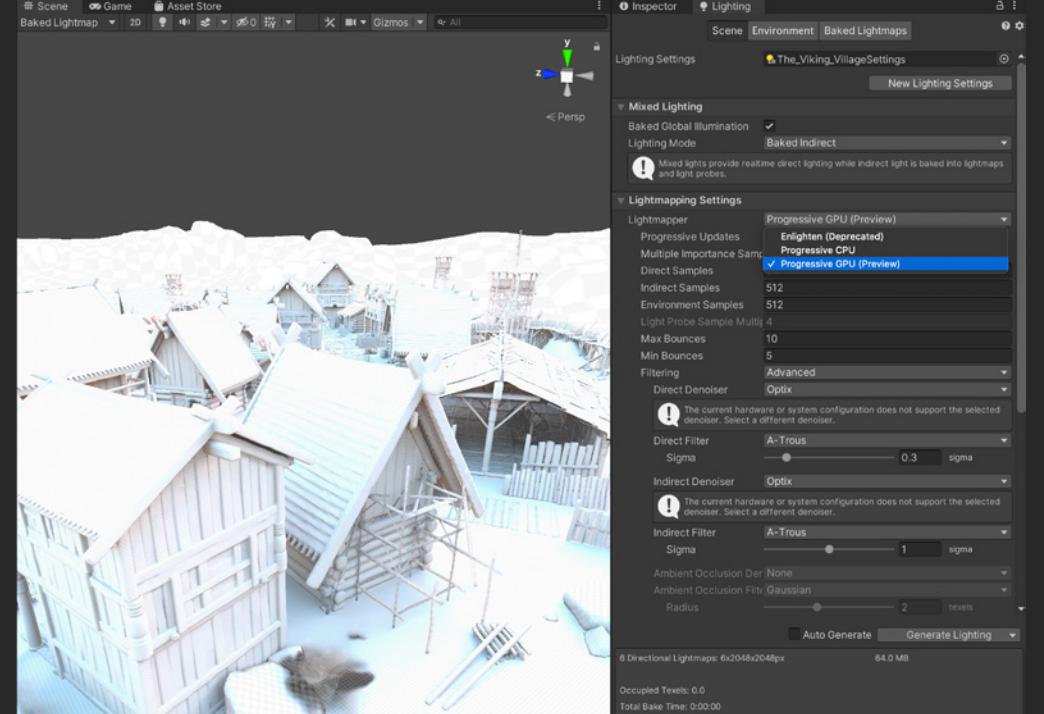 Scene Game Asset Store
Baked Lightmap 2D 0 Gizmos All
y
z
Persp
Inspector Lighting
Scene Environment Baked Lightmaps
Lighting Settings The_Viking_VillageSettings
New Lighting Settings
Mixed Lighting
Baked Global Illumination
Lighting Mode Baked Indirect
Mixed lights provide realtime direct lighting while indirect light is baked into lightmaps
and light probes.
Lightmapping Settings
Lightmapper Progressive GPU (Preview)
Progressive Updates
Enlighten (Deprecated)
Progressive CPU
Multiple Importance Samp
Progressive GPU (Preview)
Direct Samples
Indirect Samples 512
Environment Samples 512
Light Probe Sample Multip 4
Max Bounces 10
Min Bounces 5
Filtering Advanced
Direct Denoiser Optix
The current hardware or system configuration does not support the selected
denoiser. Select a different denoiser.
Direct Filter A-Trous
Sigma 0.3 sigma
Indirect Denoiser Optix
The current hardware or system configuration does not support the selected
denoiser. Select a different denoiser.
Indirect Filter A-Trous
Sigma 1 sigma
Ambient Occlusion Der None
Ambient Occlusion Filte Gaussian
Radius 2 texels
Auto Generate Generate Lighting
6 Directional Lightmaps: 6x2048x2048px 64.0 MB
Occupied Texels: 0.0
Total Bake Time: 0:00:00